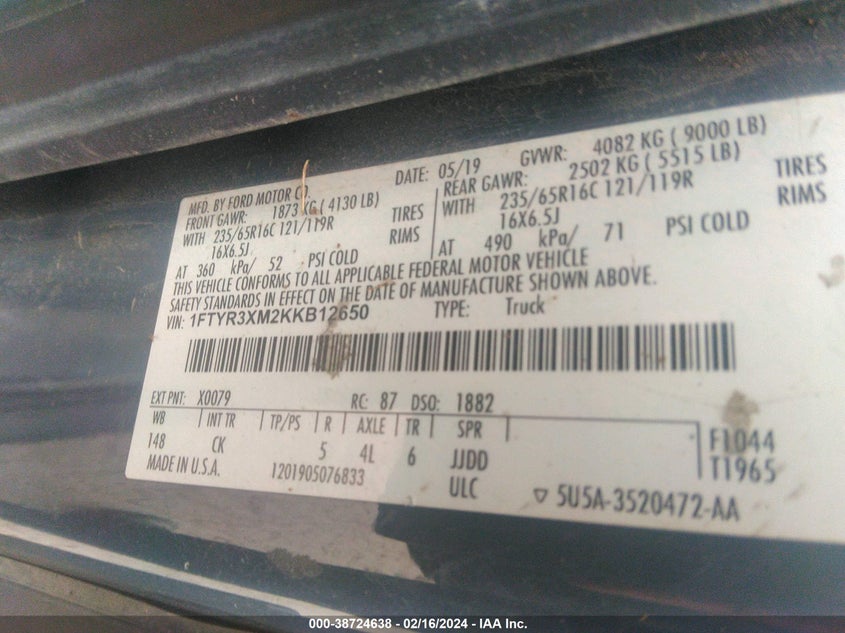 MFD. BY FORD MOTOR CO. DATE: 05/19 GVWR: 4082 KG ( 9000 LB)
FRONT GAWR: 1873 KG ( 4130 LB) REAR GAWR: 2502 KG ( 5515 LB)
WITH 235/65R16C 121/119R TIRES WITH 235/65R16C 121/119R TIRES
16X6.5J RIMS 16X6.5J RIMS
AT 360 kPa/ 52 PSI COLD AT 490 kPa/ 71 PSI COLD
THIS VEHICLE CONFORMS TO ALL APPLICABLE FEDERAL MOTOR VEHICLE
SAFETY STANDARDS IN EFFECT ON THE DATE OF MANUFACTURE SHOWN ABOVE.
VIN: 1FTYR3XM2KKB12650 TYPE: Truck
EXT PNT: X0079 RC: 87 DSO: 1882
WB INT TR TP/PS R AXLE TR SPR
148 CK 5 4L 6 JJDD F1044
MADE IN U.S.A. 1201905076833 ULC T1965
5U5A-3520472-AA
000-38724638 - 02/16/2024 - IAA Inc.